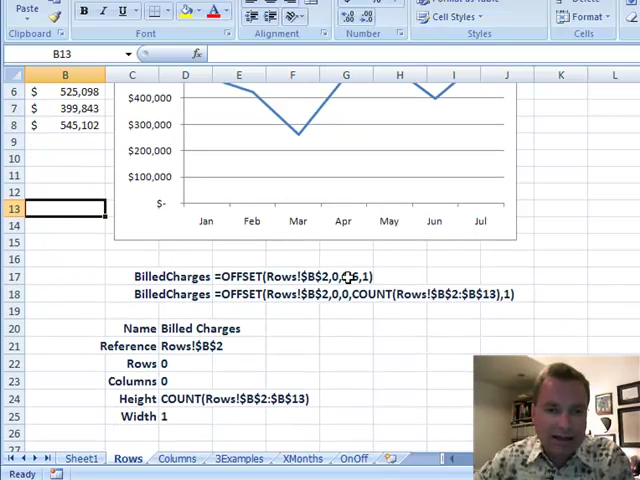 Paste
B I U A A
Format as Table
Cell Styles
$ % ,
Delete
Format
Clipboard Font Alignment Number Styles Cells
B13 fx
B C D E F G H I J K L
6 $ 525,098 $400,000
7 $ 399,843
8 $ 545,102 $300,000
9
10 $200,000
11
12 $100,000
13 $-
14 Jan Feb Mar Apr May Jun Jul
15
16
17 BilledCharges =OFFSET(Rows!$B$2,0, 6,1)
18 BilledCharges =OFFSET(Rows!$B$2,0,0,COUNT(Rows!$B$2:$B$13),1)
19
20 Name Billed Charges
21 Reference Rows!$B$2
22 Rows 0
23 Columns 0
24 Height COUNT(Rows!$B$2:$B$13)
25 Width 1
26
27
Sheet1 Rows Columns 3Examples XMonths OnOff
Ready